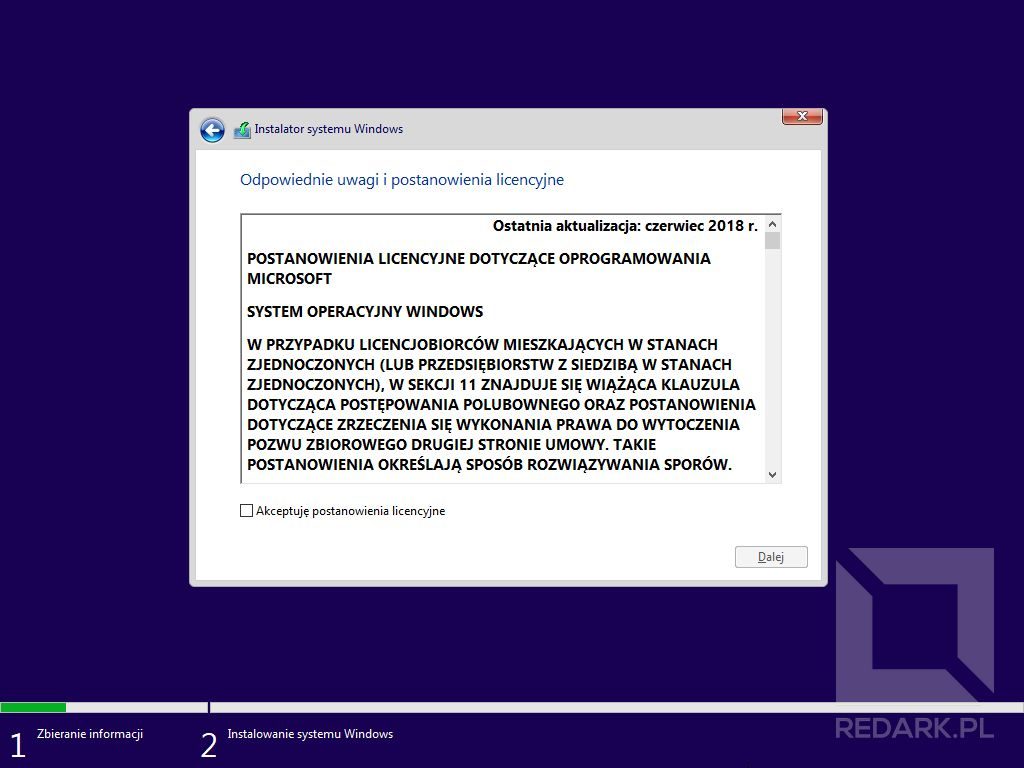 Instalator systemu Windows
Odpowiednie uwagi i postanowienia licencyjne
Ostatnia aktualizacja: czerwiec 2018 r.
POSTANOWIENIA LICENCYJNE DOTYCZĄCE OPROGRAMOWANIA
MICROSOFT
SYSTEM OPERACYJNY WINDOWS
W PRZYPADKU LICENCJOBIORCÓW MIESZKAJĄCYCH W STANACH
ZJEDNOCZONYCH (LUB PRZEDSIĘBIORSTW Z SIEDZIBĄ W STANACH
ZJEDNOCZONYCH), W SEKCJI 11 ZNAJDUJE SIĘ WIĄŻĄCA KLAUZULA
DOTYCZĄCA POSTĘPOWANIA POLUBOWNEGO ORAZ POSTANOWIENIA
DOTYCZĄCE ZRZECZENIA SIĘ WYKONANIA PRAWA DO WYTOCZENIA
POZWU ZBIOROWEGO DRUGIEJ STRONIE UMOWY. TAKIE
POSTANOWIENIA OKREŚLAJĄ SPOSÓB ROZWIĄZYWANIA SPORÓW.
Akceptuję postanowienia licencyjne
Dalej
REDARK.PL
1 Zbieranie informacji
2 Instalowanie systemu Windows